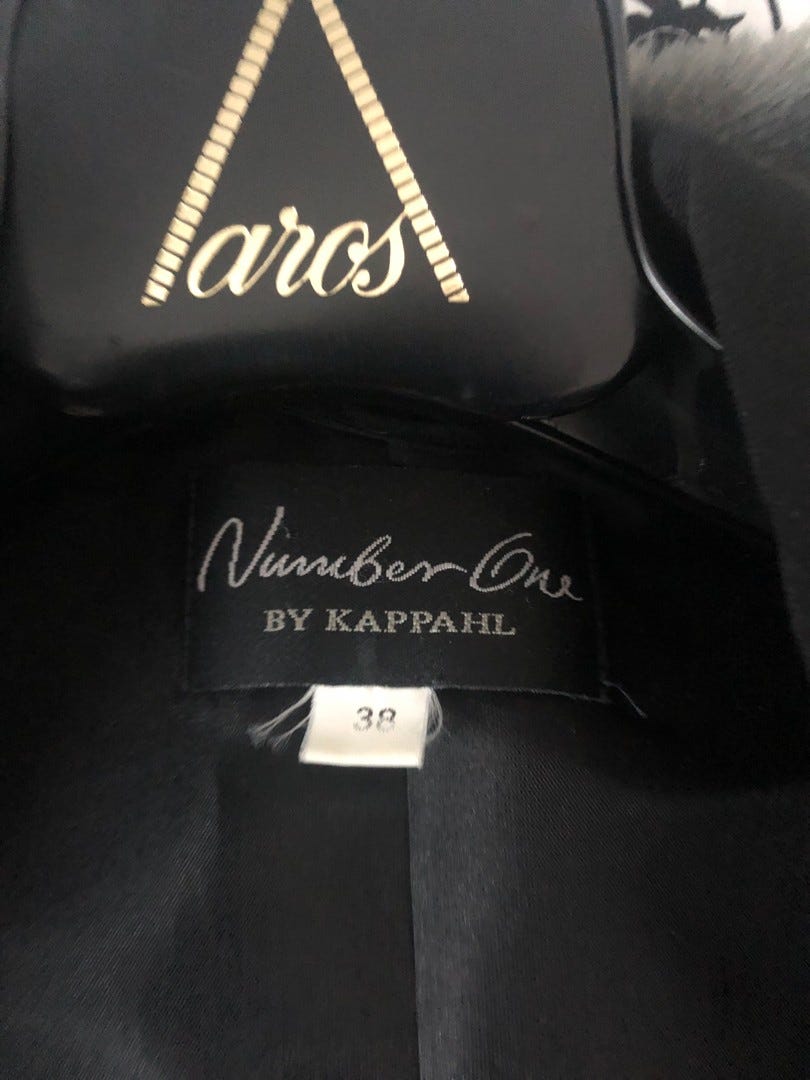 aros
Number One
BY KAPPAHL
38